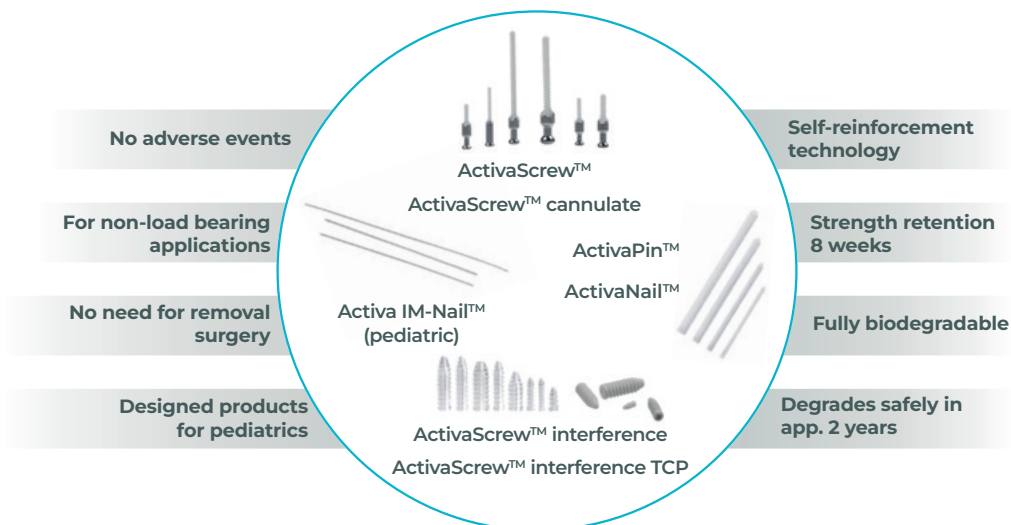 No adverse events
For non-load bearing
applications
No need for removal
surgery
Designed products
for pediatrics
ActivaScrew™
ActivaScrew™ cannulate
ActivaPin™
ActivaNail™
Activa IM-Nail™
(pediatric)
ActivaScrew™ interference
ActivaScrew™ interference TCP
Self-reinforcement
technology
Strength retention
8 weeks
Fully biodegradable
Degrades safely in
app. 2 years